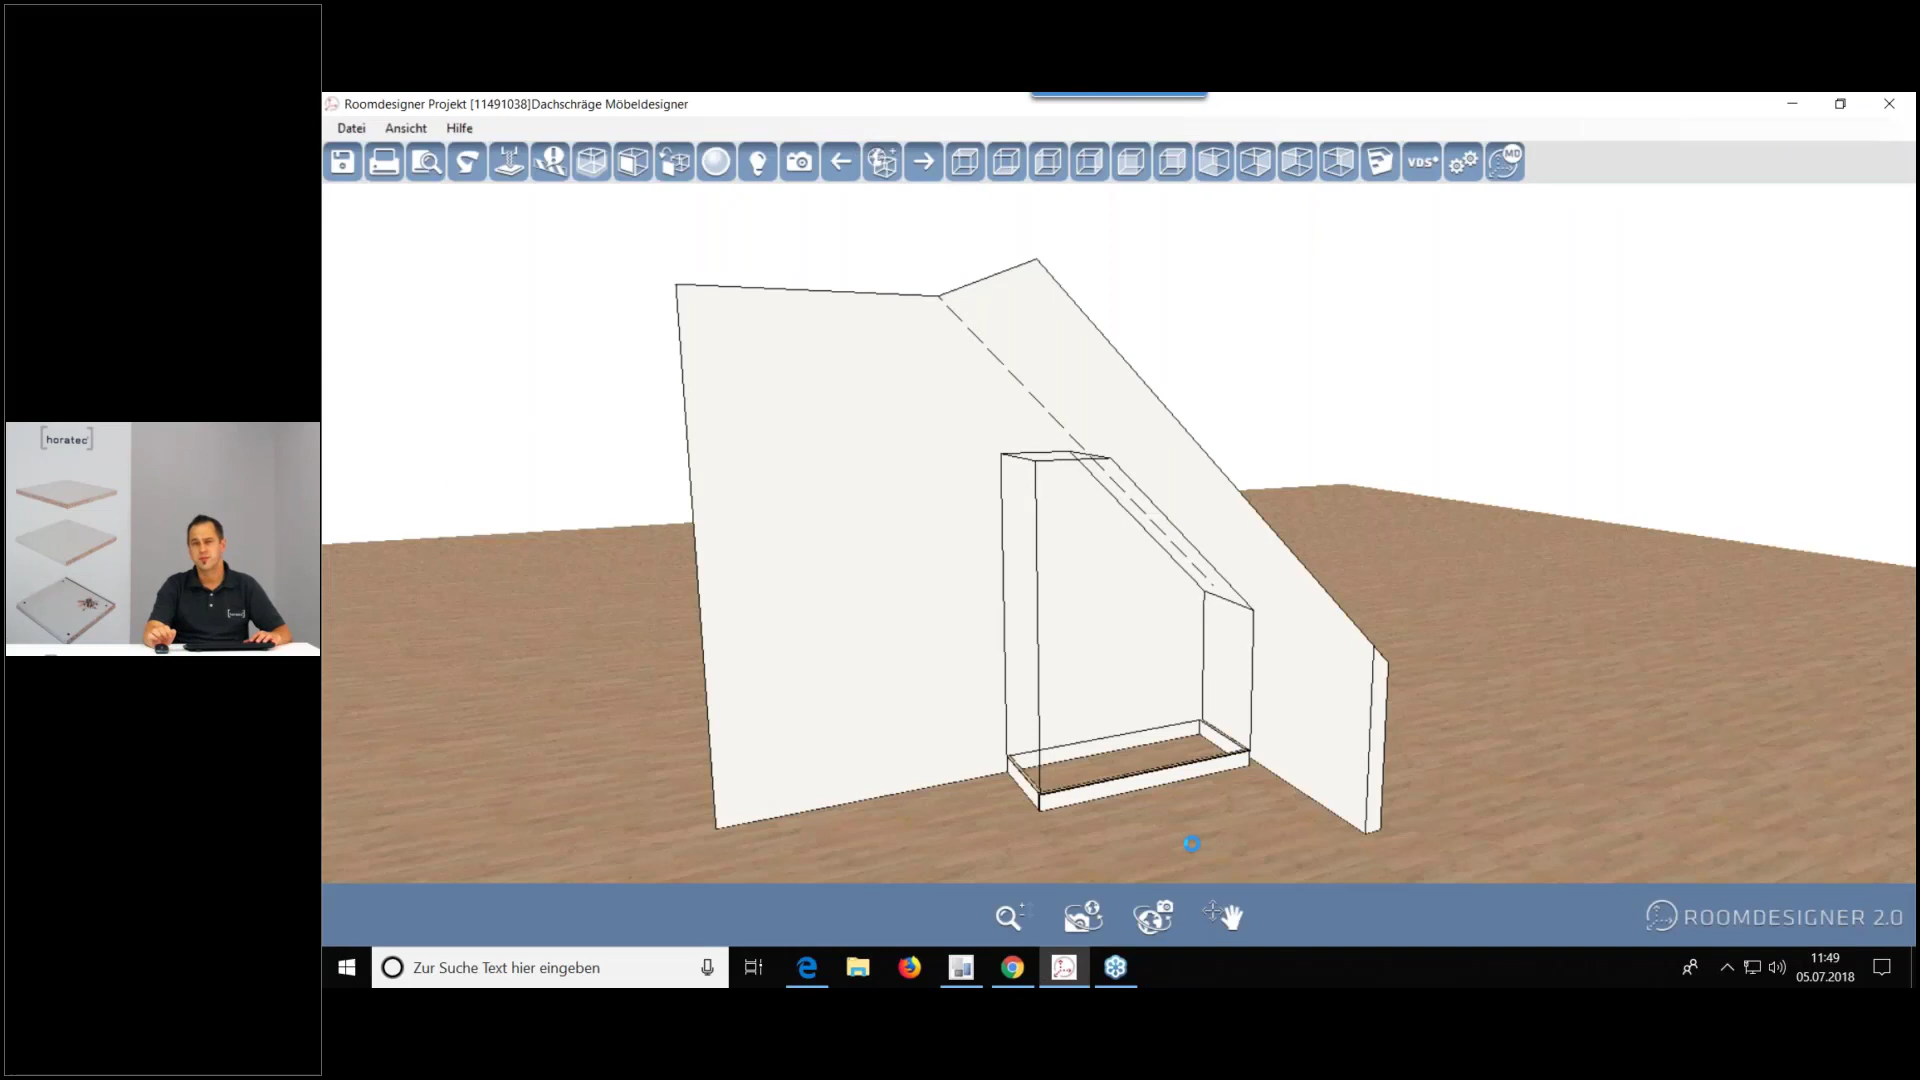 Roomdesigner Projekt [11491038]Dachschräge Möbeldesigner
Datei Ansicht Hilfe
VDS+
MD
[horatec]
ROOMDESIGNER 2.0
Zur Suche Text hier eingeben
11:49
05.07.2018